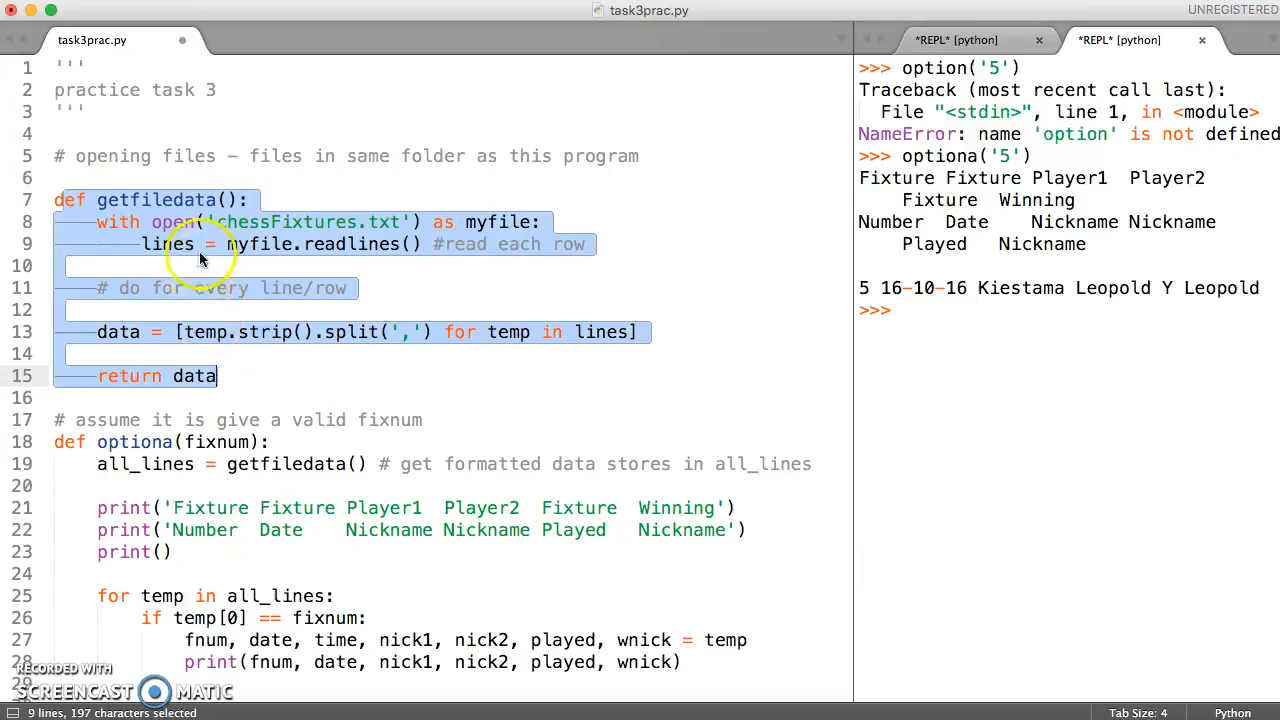 task3prac.py
UNREGISTERED
task3prac.py
1 '''
2 practice task 3
3 '''
4
5 # opening files - files in same folder as this program
6
7 def getfiledata():
8 with open('chessFixtures.txt') as myfile:
9 lines = myfile.readlines() #read each row
10
11 # do for every line/row
12
13 data = [temp.strip().split(',') for temp in lines]
14
15 return data
16
17 # assume it is give a valid fixnum
18 def optiona(fixnum):
19 all_lines = getfiledata() # get formatted data stores in all_lines
20
21 print('Fixture Fixture Player1  Player2  Fixture  Winning')
22 print('Number  Date    Nickname Nickname Played   Nickname')
23 print()
24
25 for temp in all_lines:
26 if temp[0] == fixnum:
27 fnum, date, time, nick1, nick2, played, wnick = temp
28 print(fnum, date, nick1, nick2, played, wnick)
29
RECORDED WITH
SCREENCAST MATIC
9 lines, 197 characters selected
*REPL* [python]
*REPL* [python]
>>> option('5')
Traceback (most recent call last):
File "<stdin>", line 1, in <module>
NameError: name 'option' is not defined
>>> optiona('5')
Fixture Fixture Player1  Player2
Fixture  Winning
Number  Date    Nickname Nickname
Played   Nickname
5 16-10-16 Kiestama Leopold Y Leopold
>>>
Tab Size: 4
Python